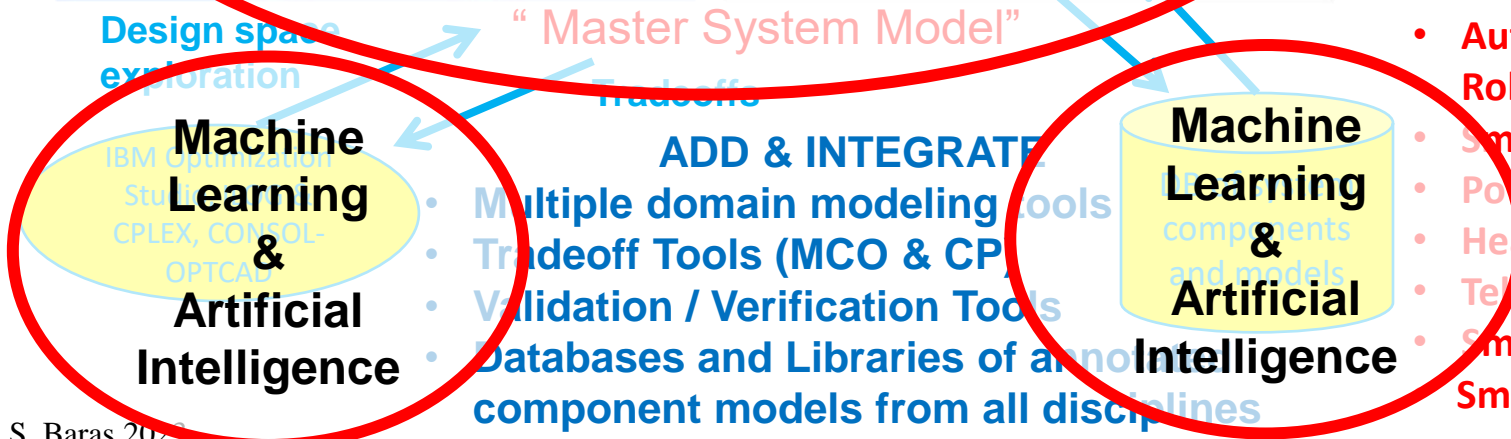 Design space
exploration
“ Master System Model”
Tradeoffs
Machine
Learning
&
Artificial
Intelligence
IBM Optimization
Studio
CPLEX, CONSOL-
OPTCAD
ADD & INTEGRATE
• Multiple domain modeling tools
• Tradeoff Tools (MCO & CP)
• Validation / Verification Tools
• Databases and Libraries of annotated
component models from all disciplines
Machine
Learning
&
Artificial
Intelligence
components
and models
S. Baras